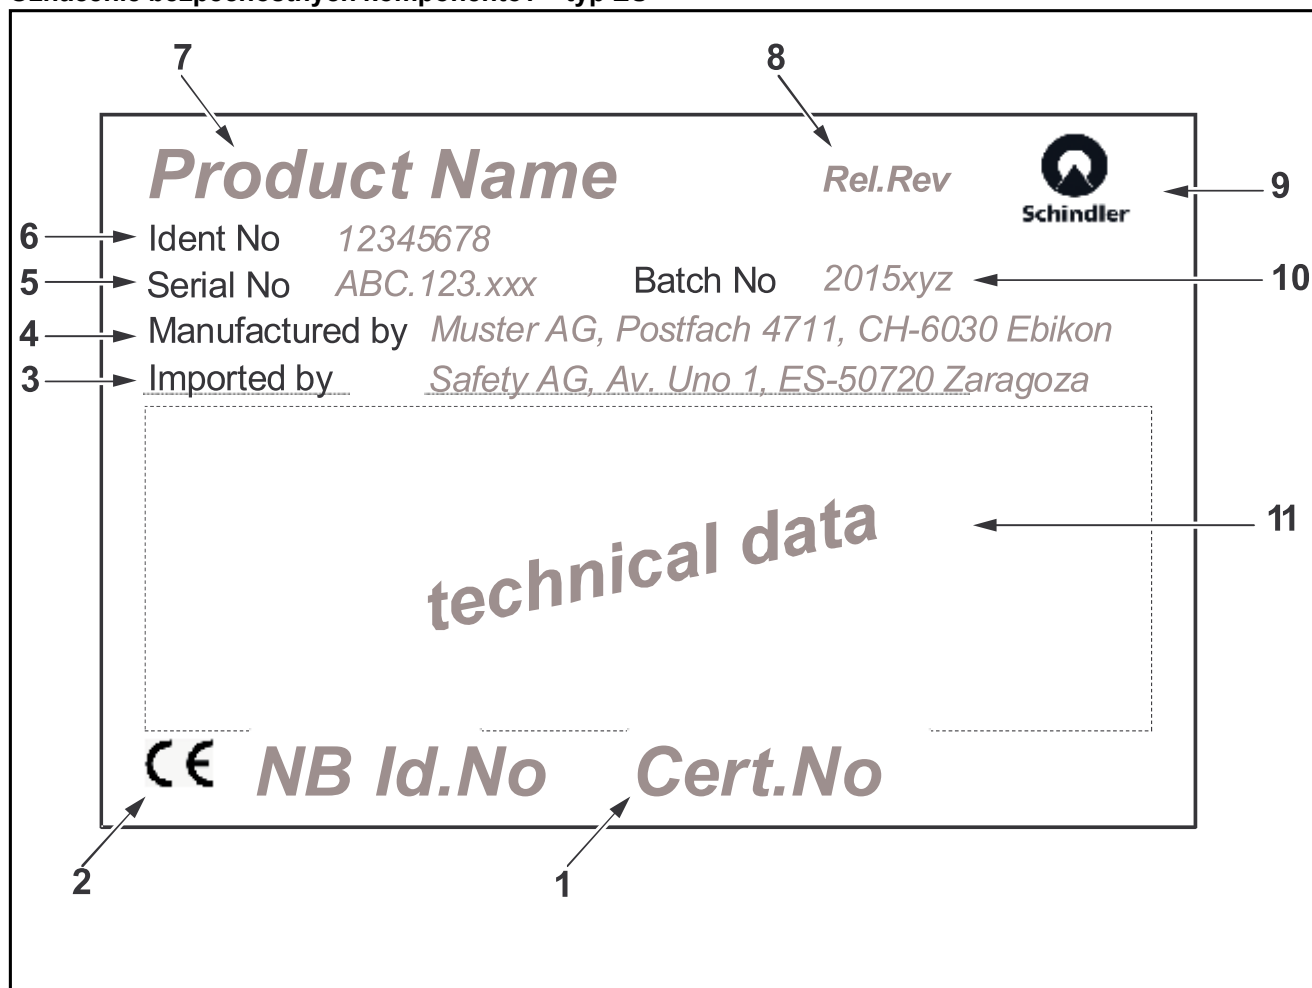 7 8
Product Name Rel.Rev
Schindler
9
6 Ident No 12345678
5 Serial No ABC.123.xxx Batch No 2015xyz 10
4 Manufactured by Muster AG, Postfach 4711, CH-6030 Ebikon
3 Imported by Safety AG, Av. Uno 1, ES-50720 Zaragoza
technical data 11
CE NB Id.No Cert.No
2 1